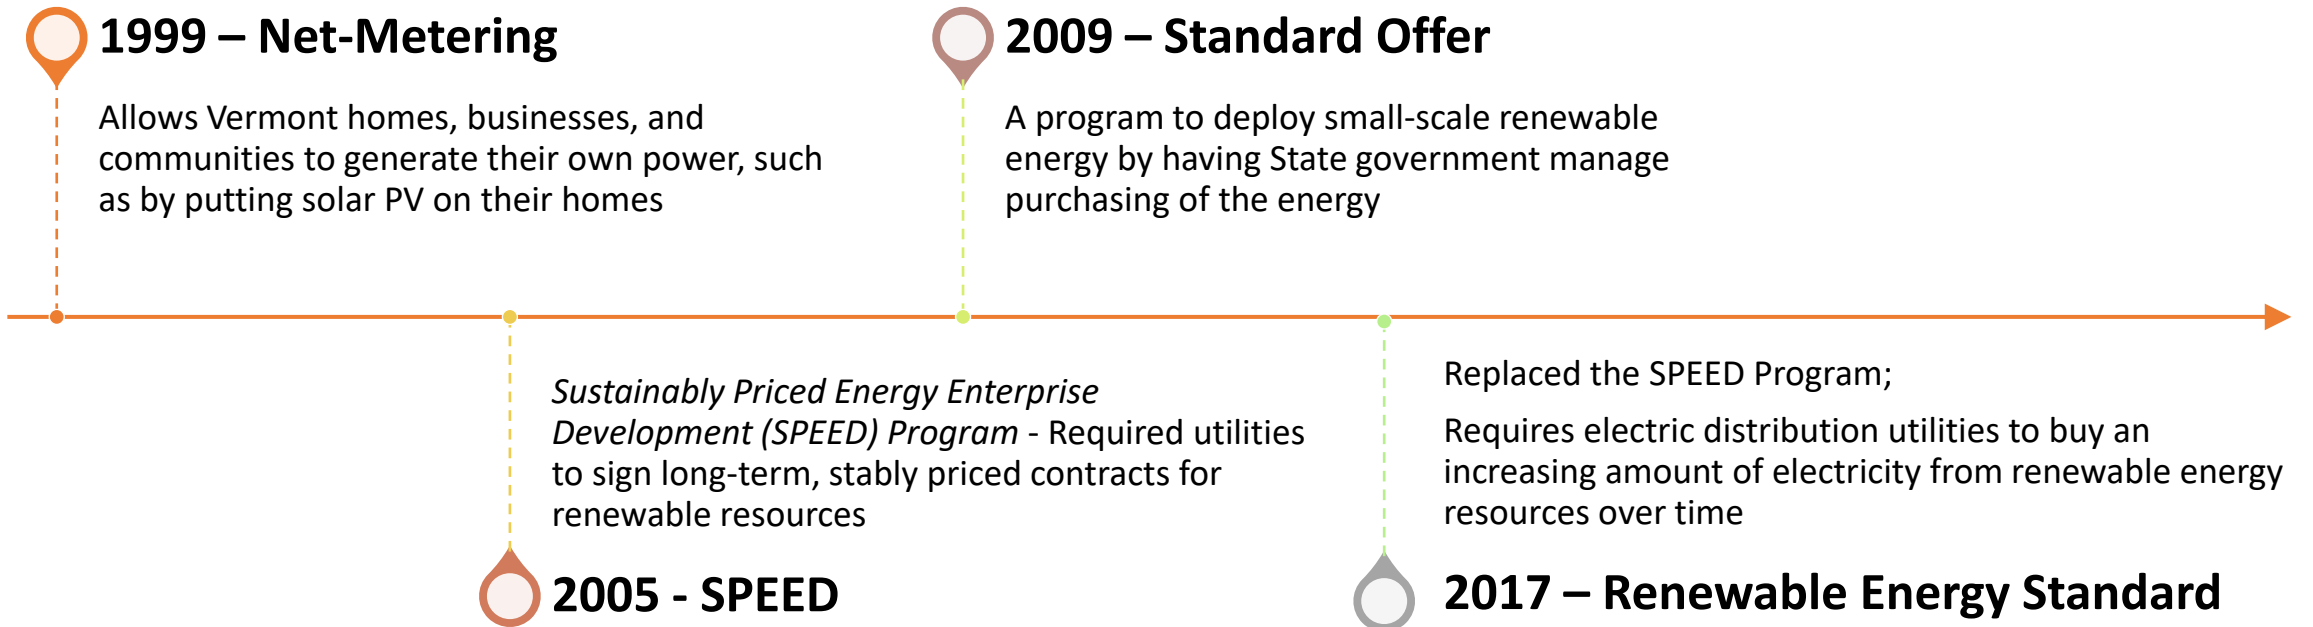 1999 – Net-Metering
Allows Vermont homes, businesses, and
communities to generate their own power, such
as by putting solar PV on their homes
2009 – Standard Offer
A program to deploy small-scale renewable
energy by having State government manage
purchasing of the energy
Sustainably Priced Energy Enterprise
Development (SPEED) Program - Required utilities
to sign long-term, stably priced contracts for
renewable resources
2005 - SPEED
Replaced the SPEED Program;
Requires electric distribution utilities to buy an
increasing amount of electricity from renewable energy
resources over time
2017 – Renewable Energy Standard